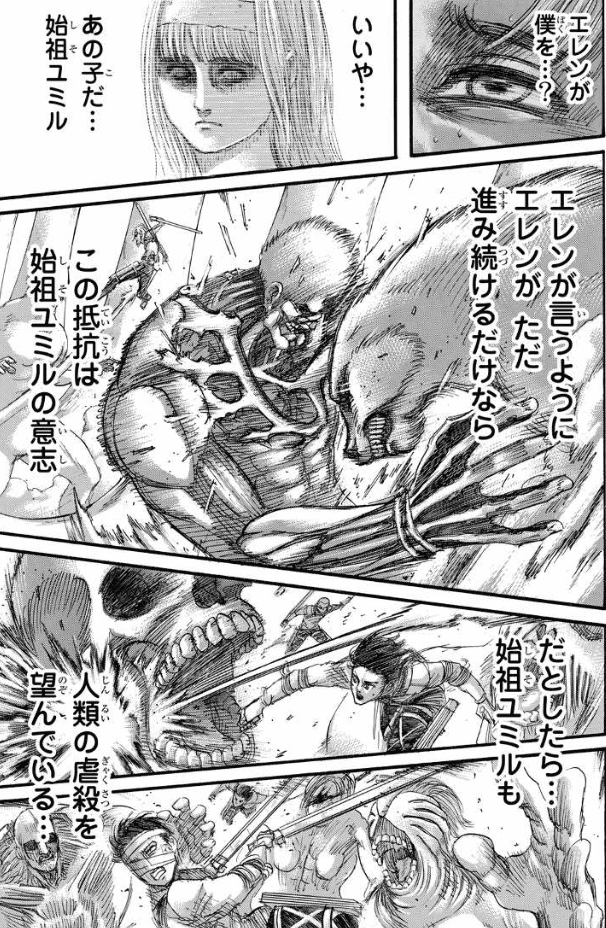 エレンが
僕を…？
いいや…
あの子だ…
始祖ユミル
エレンが言うように
エレンが ただ
進み続けるだけなら
この抵抗は
始祖ユミルの意志
だとしたら…
始祖ユミルも
人類の虐殺を
望んでいる…